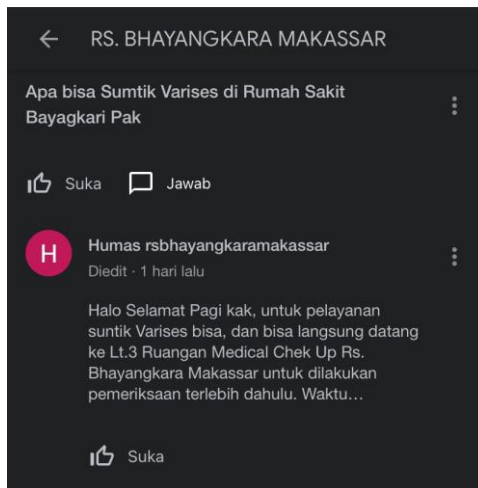 RS. BHAYANGKARA MAKASSAR
Apa bisa Sumtik Varises di Rumah Sakit
Bayagkari Pak
Suka
Jawab
H
Humas rsbhayangkaramakassar
Diedit · 1 hari lalu
Halo Selamat Pagi kak, untuk pelayanan
suntik Varises bisa, dan bisa langsung datang
ke Lt.3 Ruangan Medical Chek Up Rs.
Bhayangkara Makassar untuk dilakukan
pemeriksaan terlebih dahulu. Waktu...
Suka